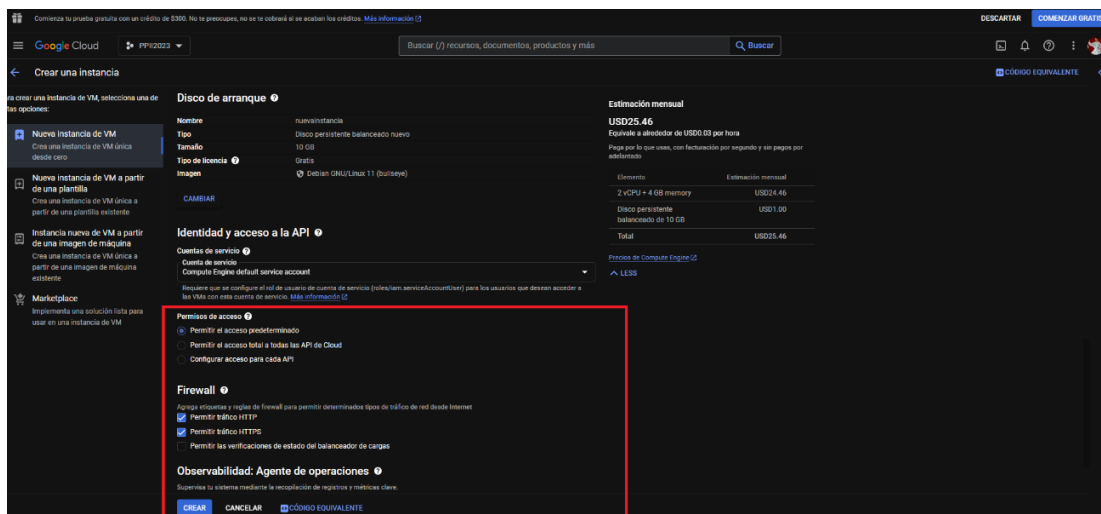 Comienza tu prueba gratuita con un crédito de $300. No te preocupes, no se te cobrará si se acaban los créditos. Más información
DESCARTAR
COMENZAR GRATIS
Google Cloud
PPII2023
Buscar (/) recursos, documentos, productos y más
Buscar
Crear una instancia
CÓDIGO EQUIVALENTE
ra crear una instancia de VM, selecciona una de
tas opciones:
Nueva instancia de VM
Crea una instancia de VM única
desde cero
Nueva instancia de VM a partir
de una plantilla
Crea una instancia de VM única a
partir de una plantilla existente
Instancia nueva de VM a partir
de una imagen de máquina
Crea una instancia de VM única a
partir de una imagen de máquina
existente
Marketplace
Implementa una solución lista para
usar en una instancia de VM
Disco de arranque
Nombre nuevainstancia
Tipo Disco persistente balanceado nuevo
Tamaño 10 GB
Tipo de licencia Gratis
Imagen Debian GNU/Linux 11 (bullseye)
CAMBIAR
Identidad y acceso a la API
Cuentas de servicio
Cuenta de servicio
Compute Engine default service account
Requiere que se configure el rol de usuario de cuenta de servicio (roles/iam.serviceAccountUser) para los usuarios que desean acceder a
las VMs con esta cuenta de servicio. Más información
Permisos de acceso
Permitir el acceso predeterminado
Permitir el acceso total a todas las API de Cloud
Configurar acceso para cada API
Firewall
Agrega etiquetas y reglas de firewall para permitir determinados tipos de tráfico de red desde Internet
Permitir tráfico HTTP
Permitir tráfico HTTPS
Permitir las verificaciones de estado del balanceador de cargas
Observabilidad: Agente de operaciones
Supervisa tu sistema mediante la recopilación de registros y métricas clave.
CREAR
CANCELAR
CÓDIGO EQUIVALENTE
Estimación mensual
USD25.46
Equivale a alrededor de USD0.03 por hora
Paga por lo que usas, con facturación por segundo y sin pagos por
adelantado
Elemento Estimación mensual
2 vCPU + 4 GB memory USD24.46
Disco persistente
balanceado de 10 GB USD1.00
Total USD25.46
Precios de Compute Engine
LESS